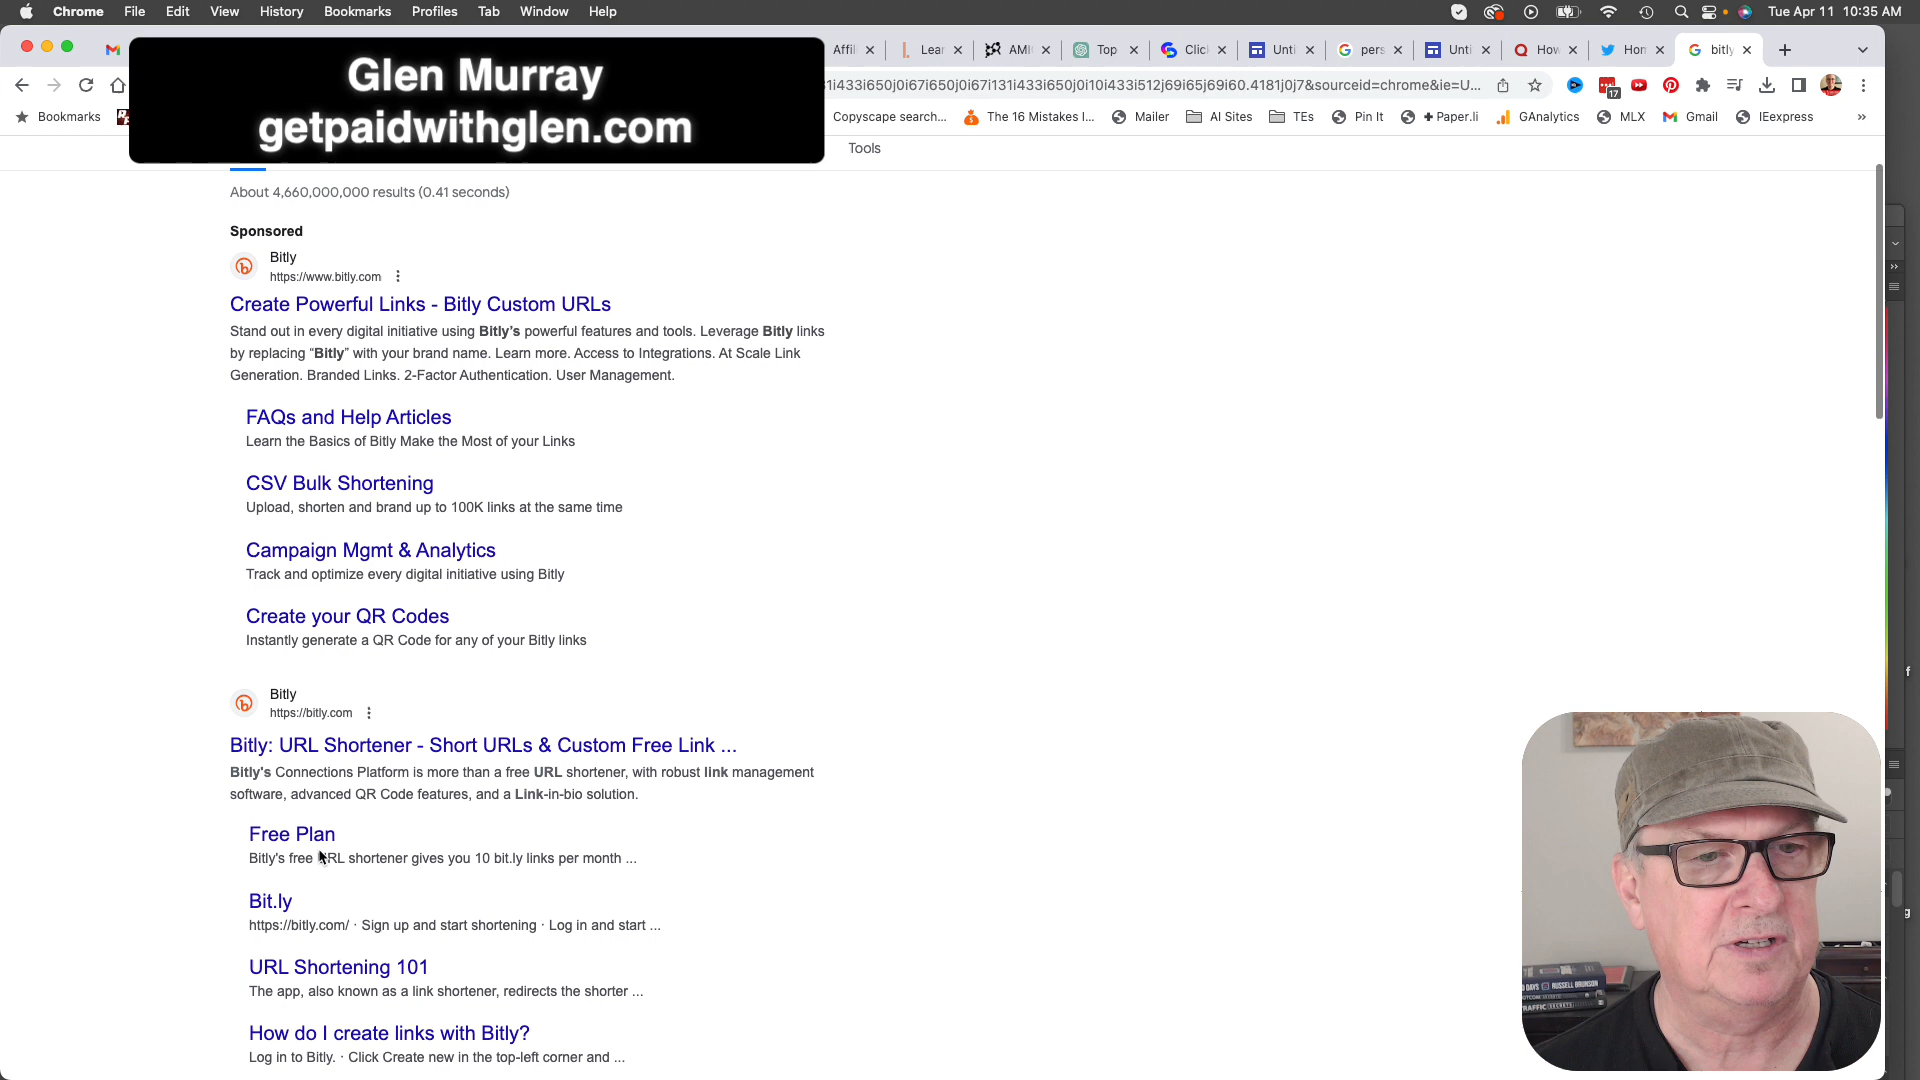 Chrome File Edit View History Bookmarks Profiles Tab Window Help
Tue Apr 11 10:35 AM
Glen Murray
getpaidwithglen.com
Affili
Lear
AMI
Top
Clic
Unti
pers
Unti
How
Hom
bitly
31i433i650j0i67i650j0i67i131i433i650j0i10i433i512j69i65j69i60.4181j0j7&sourceid=chrome&ie=U...
17
Bookmarks
Copyscape search...
The 16 Mistakes I...
Mailer
AI Sites
TEs
Pin It
+Paper.li
GAnalytics
MLX
Gmail
IEexpress
»
Tools
About 4,660,000,000 results (0.41 seconds)
Sponsored
Bitly
https://www.bitly.com
Create Powerful Links - Bitly Custom URLs
Stand out in every digital initiative using Bitly's powerful features and tools. Leverage Bitly links
by replacing “Bitly” with your brand name. Learn more. Access to Integrations. At Scale Link
Generation. Branded Links. 2-Factor Authentication. User Management.
FAQs and Help Articles
Learn the Basics of Bitly Make the Most of your Links
CSV Bulk Shortening
Upload, shorten and brand up to 100K links at the same time
Campaign Mgmt & Analytics
Track and optimize every digital initiative using Bitly
Create your QR Codes
Instantly generate a QR Code for any of your Bitly links
Bitly
https://bitly.com
Bitly: URL Shortener - Short URLs & Custom Free Link ...
Bitly's Connections Platform is more than a free URL shortener, with robust link management
software, advanced QR Code features, and a Link-in-bio solution.
Free Plan
Bitly's free URL shortener gives you 10 bit.ly links per month ...
Bit.ly
https://bitly.com/ · Sign up and start shortening · Log in and start ...
URL Shortening 101
The app, also known as a link shortener, redirects the shorter ...
How do I create links with Bitly?
Log in to Bitly. · Click Create new in the top-left corner and ...
RUSSELL BRUNSON
TRAFFIC SECRETS